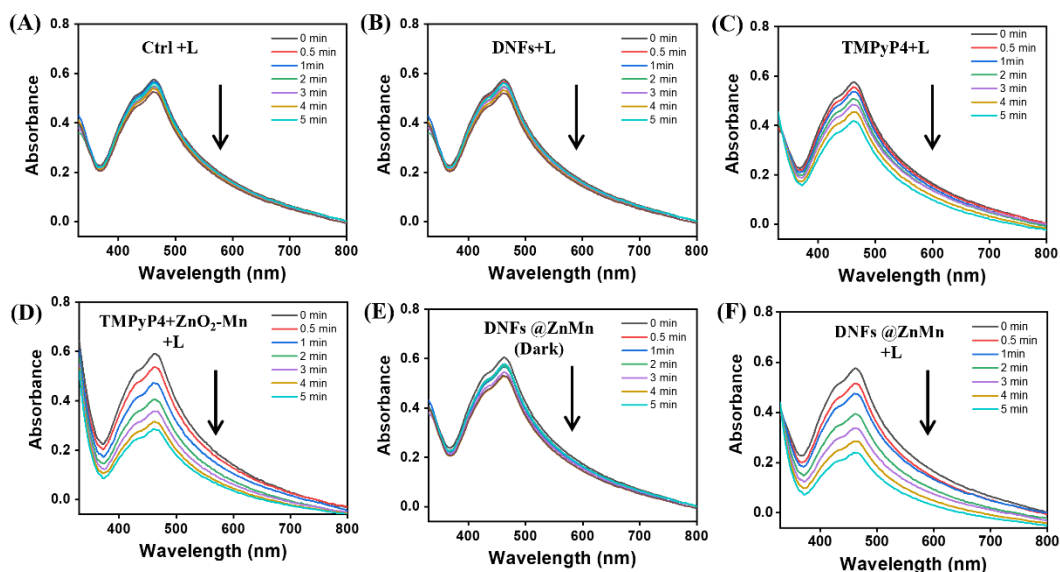 (A)
Ctrl +L
0 min
0.5 min
1min
2 min
3 min
4 min
5 min
Absorbance
0.8
0.6
0.4
0.2
0.0
400 500 600 700 800
Wavelength (nm)
(B)
DNFs+L
0 min
0.5 min
1min
2 min
3 min
4 min
5 min
Absorbance
0.8
0.6
0.4
0.2
0.0
400 500 600 700 800
Wavelength (nm)
(C)
TMPyP4+L
0 min
0.5 min
1min
2 min
3 min
4 min
5 min
Absorbance
0.8
0.6
0.4
0.2
0.0
400 500 600 700 800
Wavelength (nm)
(D)
TMPyP4+ZnO₂-Mn
+L
0 min
0.5 min
1 min
2 min
3 min
4 min
5 min
Absorbance
0.8
0.6
0.4
0.2
0.0
400 500 600 700 800
Wavelength (nm)
(E)
DNFs @ZnMn
(Dark)
0 min
0.5 min
1min
2 min
3 min
4 min
5 min
Absorbance
0.8
0.6
0.4
0.2
0.0
400 500 600 700 800
Wavelength (nm)
(F)
DNFs @ZnMn
+L
0 min
0.5 min
1min
2 min
3 min
4 min
5 min
Absorbance
0.8
0.6
0.4
0.2
0.0
400 500 600 700 800
Wavelength (nm)